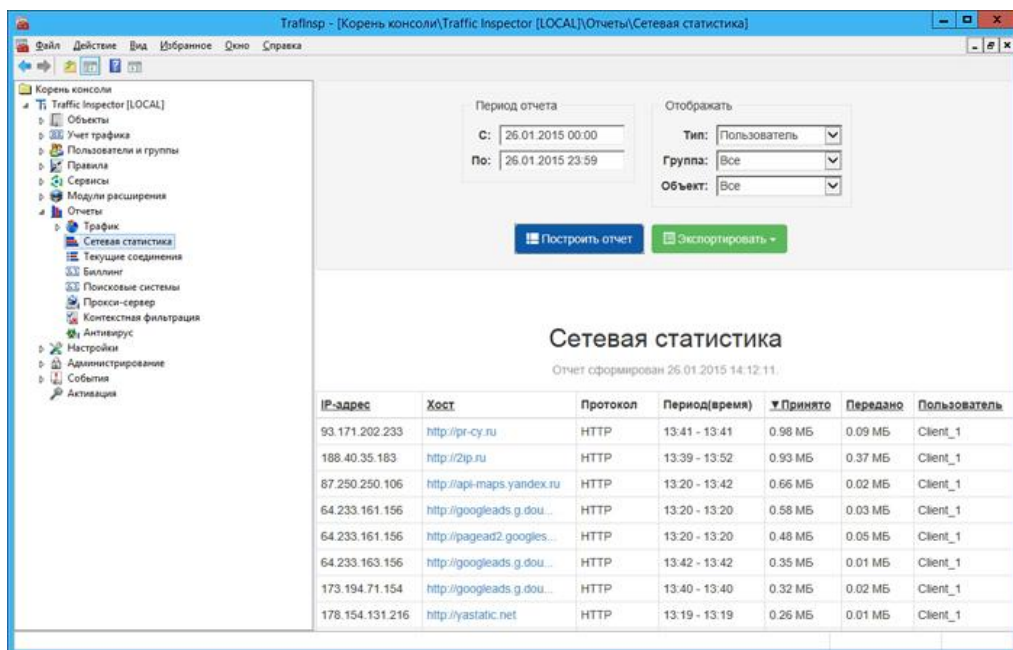 TrafInsp - [Корень консоли\Traffic Inspector [LOCAL]\Отчеты\Сетевая статистика]
Файл Действие Вид Избранное Окно Справка
Корень консоли
Traffic Inspector [LOCAL]
Объекты
Учет трафика
Пользователи и группы
Правила
Сервисы
Модули расширения
Отчеты
Трафик
Сетевая статистика
Текущие соединения
Биллинг
Поисковые системы
Прокси-сервер
Контекстная фильтрация
Антивирус
Настройки
Администрирование
События
Активация
Период отчета
С: 26.01.2015 00:00
По: 26.01.2015 23:59
Отображать
Тип: Пользователь
Группа: Все
Объект: Все
Построить отчет Экспортировать
Сетевая статистика
Отчет сформирован 26.01.2015 14:12:11.
IP-адрес Хост Протокол Период(время) ▼Принято Передано Пользователь
93.171.202.233 http://pr-cy.ru HTTP 13:41 - 13:41 0.98 МБ 0.09 МБ Client_1
188.40.35.183 http://2ip.ru HTTP 13:39 - 13:52 0.93 МБ 0.37 МБ Client_1
87.250.250.106 http://api-maps.yandex.ru HTTP 13:20 - 13:42 0.66 МБ 0.02 МБ Client_1
64.233.161.156 http://googleads.g.dou... HTTP 13:20 - 13:20 0.58 МБ 0.03 МБ Client_1
64.233.161.156 http://pagead2.googles... HTTP 13:20 - 13:20 0.48 МБ 0.05 МБ Client_1
64.233.163.156 http://googleads.g.dou... HTTP 13:42 - 13:42 0.35 МБ 0.01 МБ Client_1
173.194.71.154 http://googleads.g.dou... HTTP 13:40 - 13:40 0.32 МБ 0.02 МБ Client_1
178.154.131.216 http://yastatic.net HTTP 13:19 - 13:19 0.26 МБ 0.01 МБ Client_1